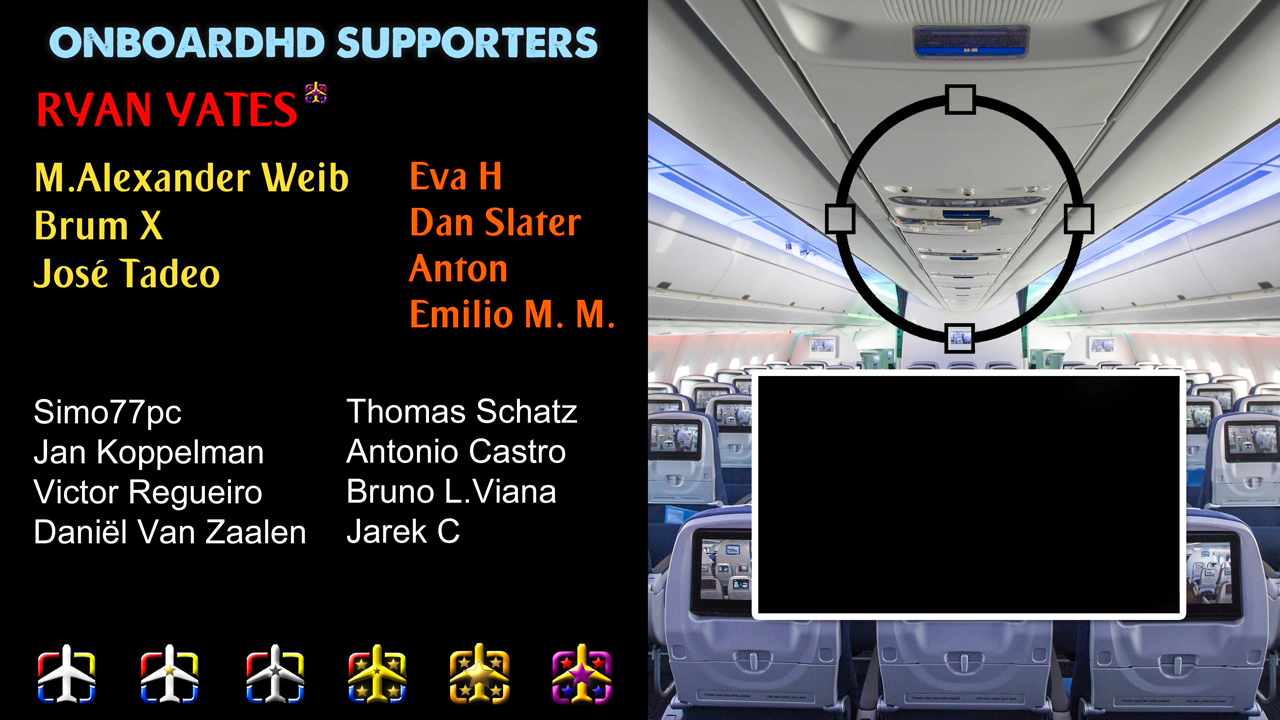 ONBOARDHD SUPPORTERS
RYAN YATES
M.Alexander Weib
Brum X
José Tadeo
Eva H
Dan Slater
Anton
Emilio M. M.
Simo77pc
Jan Koppelman
Victor Regueiro
Daniël Van Zaalen
Thomas Schatz
Antonio Castro
Bruno L.Viana
Jarek C